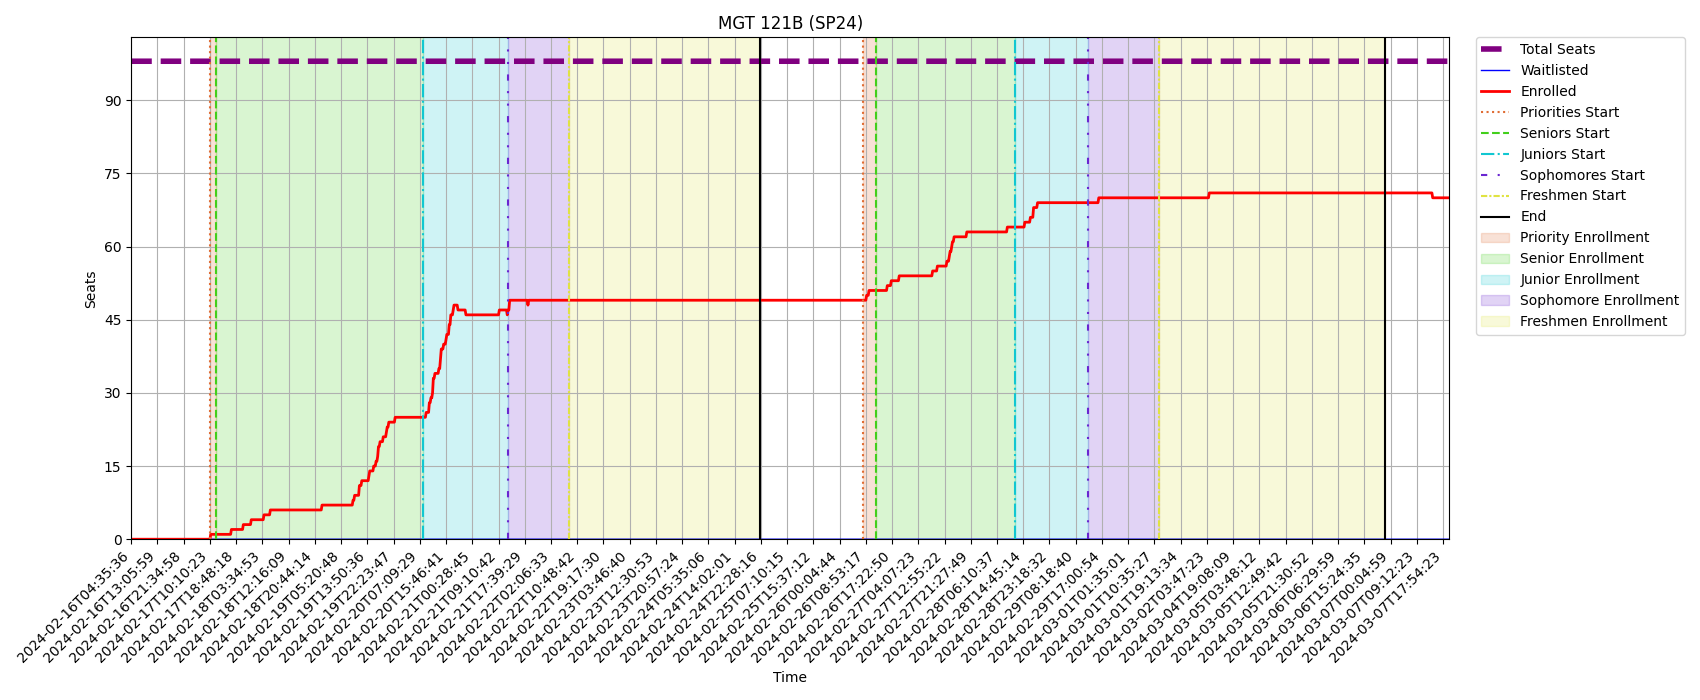 MGT 121B (SP24)
Seats
90
75
60
45
30
15
0
2024-02-16T04:35:36
2024-02-16T13:05:59
2024-02-16T21:34:58
2024-02-17T10:10:23
2024-02-17T18:48:18
2024-02-18T03:34:53
2024-02-18T12:16:09
2024-02-18T20:44:14
2024-02-19T05:20:48
2024-02-19T13:50:36
2024-02-19T22:23:47
2024-02-20T07:09:29
2024-02-20T15:46:41
2024-02-21T00:28:45
2024-02-21T09:10:42
2024-02-21T17:39:29
2024-02-22T02:06:33
2024-02-22T10:48:42
2024-02-22T19:17:30
2024-02-23T03:46:40
2024-02-23T12:30:53
2024-02-23T20:57:24
2024-02-24T05:35:06
2024-02-24T14:02:01
2024-02-24T22:28:16
2024-02-25T07:10:15
2024-02-25T15:37:12
2024-02-26T00:04:44
2024-02-26T08:53:17
2024-02-26T17:22:50
2024-02-27T04:07:23
2024-02-27T12:55:22
2024-02-27T21:27:49
2024-02-28T06:10:37
2024-02-28T14:45:14
2024-02-28T23:18:32
2024-02-29T08:18:40
2024-02-29T17:00:54
2024-03-01T01:35:01
2024-03-01T10:35:27
2024-03-01T19:13:34
2024-03-02T03:47:23
2024-03-04T19:08:09
2024-03-05T03:48:12
2024-03-05T12:49:42
2024-03-05T21:30:52
2024-03-06T06:29:59
2024-03-06T15:24:35
2024-03-07T00:04:59
2024-03-07T09:12:23
2024-03-07T17:54:23
Time
Total Seats
Waitlisted
Enrolled
Priorities Start
Seniors Start
Juniors Start
Sophomores Start
Freshmen Start
End
Priority Enrollment
Senior Enrollment
Junior Enrollment
Sophomore Enrollment
Freshmen Enrollment